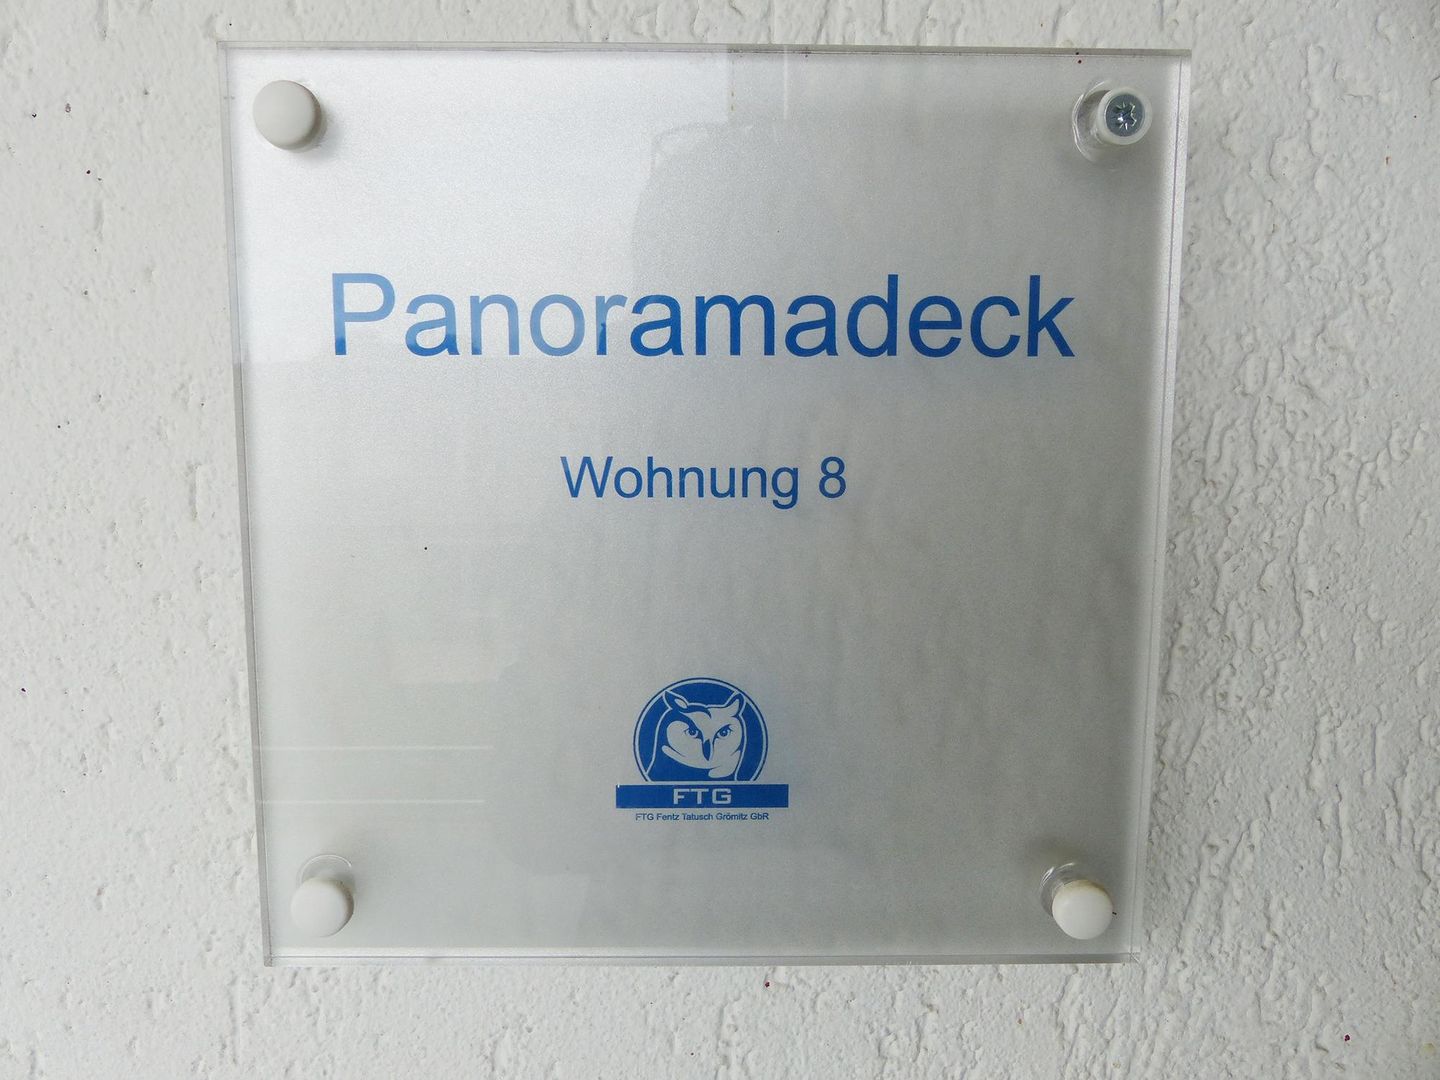 Panoramadeck
Wohnung 8
FTG
FTG Fentz Tatusch Grömitz GbR